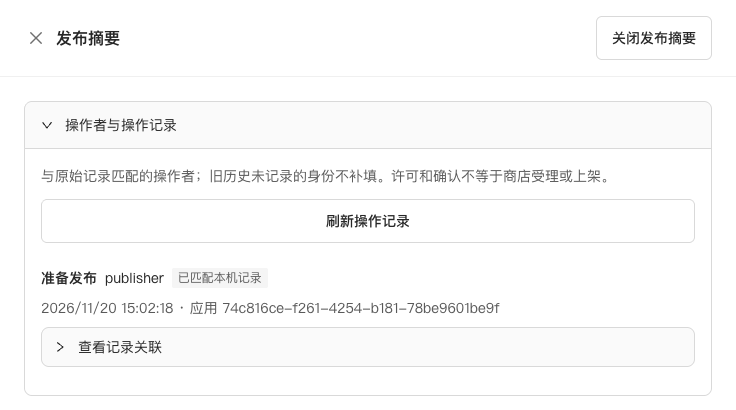 发布摘要
关闭发布摘要
操作者与操作记录
与原始记录匹配的操作者；旧历史未记录的身份不补填。许可和确认不等于商店受理或上架。
刷新操作记录
准备发布 publisher 已匹配本机记录
2026/11/20 15:02:18 · 应用 74c816ce-f261-4254-b181-78be9601be9f
查看记录关联